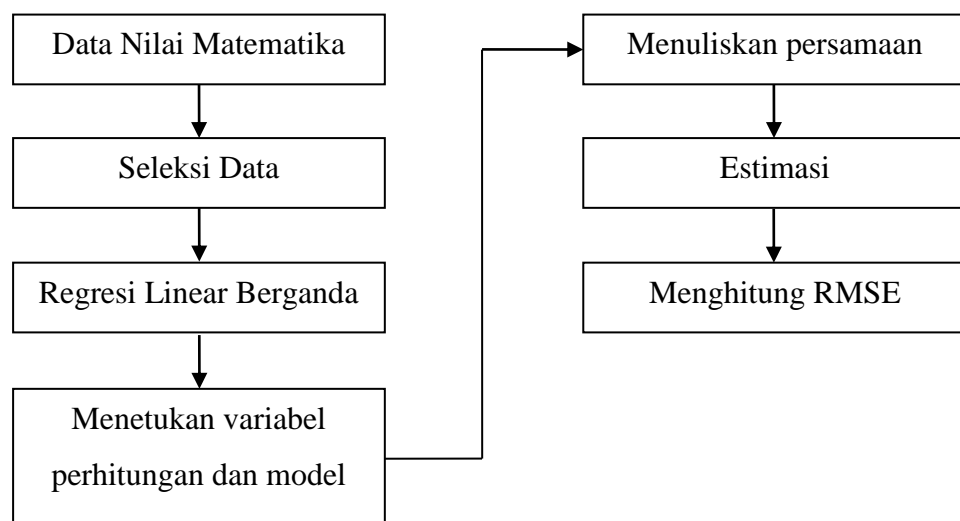 Data Nilai Matematika
Seleksi Data
Regresi Linear Berganda
Menetukan variabel
perhitungan dan model
Menuliskan persamaan
Estimasi
Menghitung RMSE